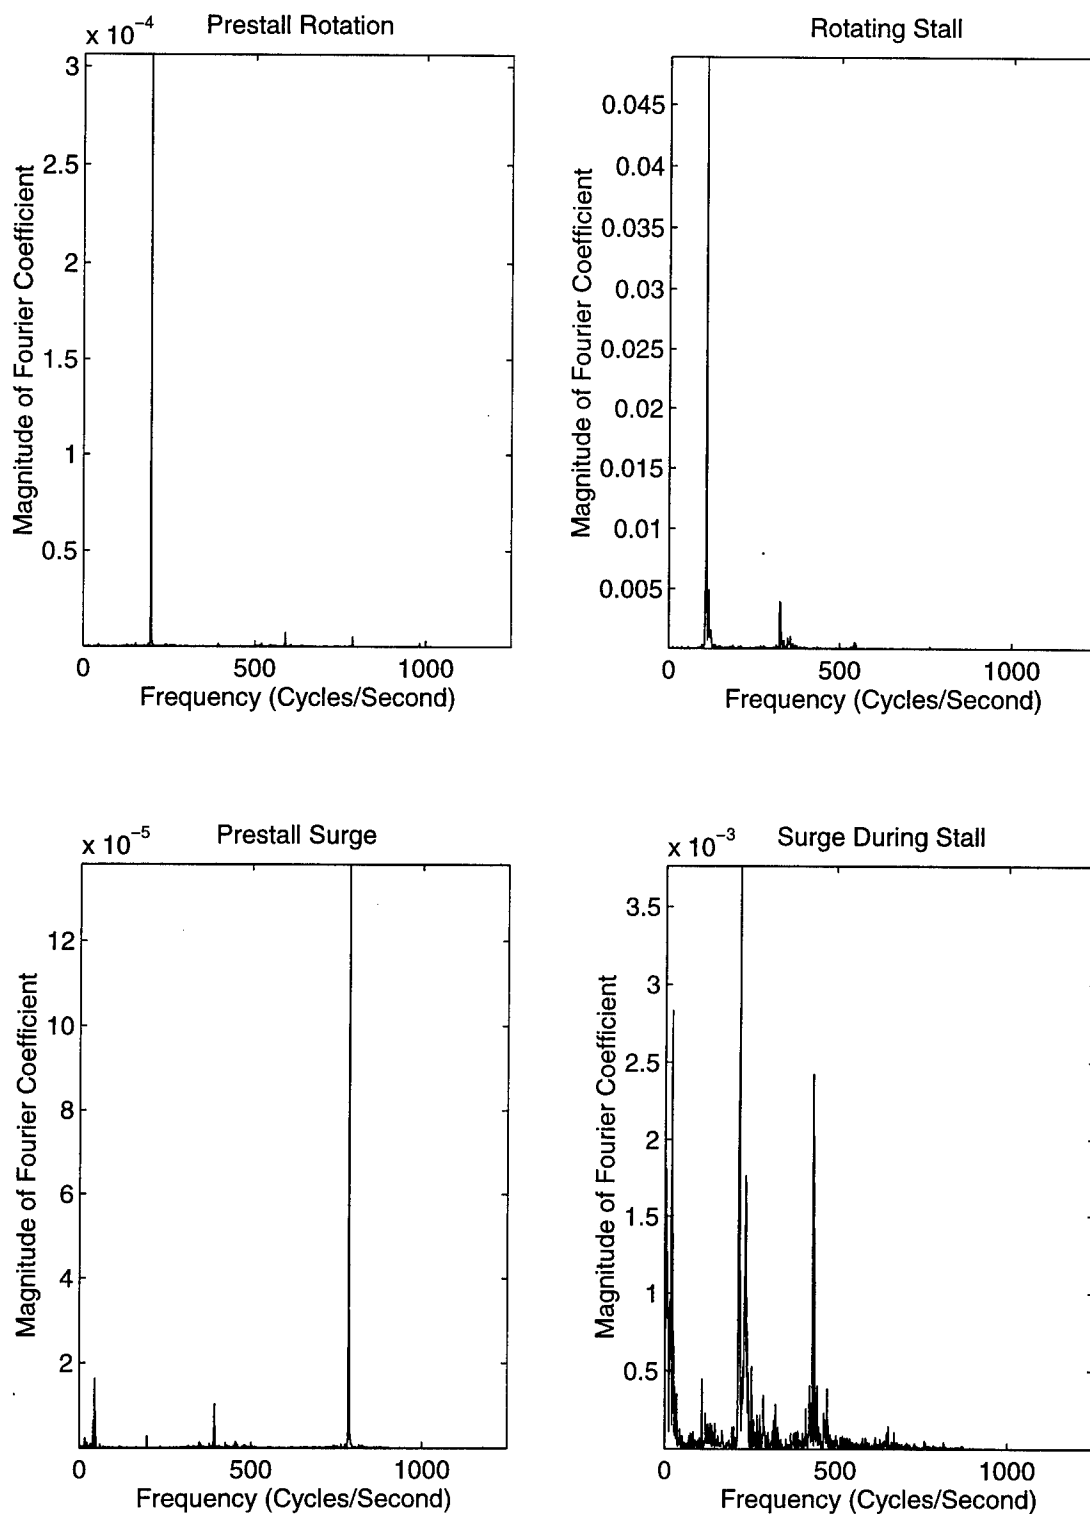 Prestall Rotation
x 10⁻⁴
3
2.5
2
1.5
1
0.5
0 500 1000
Magnitude of Fourier Coefficient
Frequency (Cycles/Second)
Rotating Stall
0.045
0.04
0.035
0.03
0.025
0.02
0.015
0.01
0.005
0 500 1000
Magnitude of Fourier Coefficient
Frequency (Cycles/Second)
Prestall Surge
x 10⁻⁵
12
10
8
6
4
2
0 500 1000
Magnitude of Fourier Coefficient
Frequency (Cycles/Second)
Surge During Stall
x 10⁻³
3.5
3
2.5
2
1.5
1
0.5
0 500 1000
Magnitude of Fourier Coefficient
Frequency (Cycles/Second)